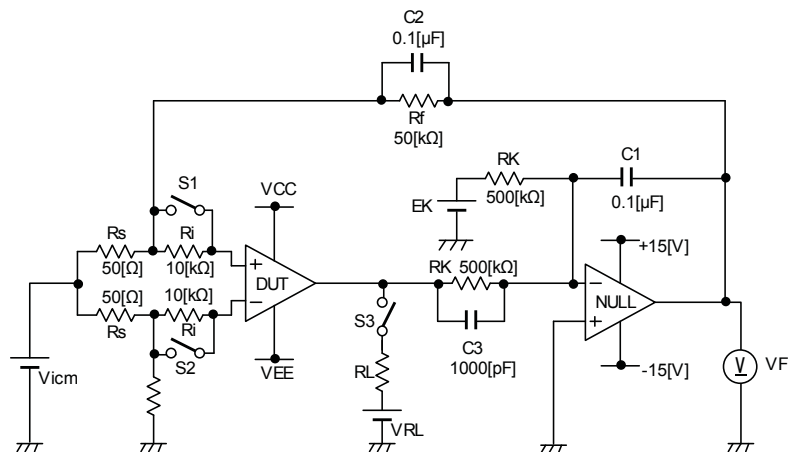 C2
0.1[µF]
Rf
50[kΩ]
RK
500[kΩ]
C1
0.1[µF]
EK
S1
VCC
+15[V]
Rs
50[Ω]
Ri
10[kΩ]
+
DUT
−
RK 500[kΩ]
−
NULL
+
50[Ω]
Rs
10[kΩ]
Ri
S2
VEE
S3
C3
1000[pF]
-15[V]
V
VF
Vicm
RL
VRL